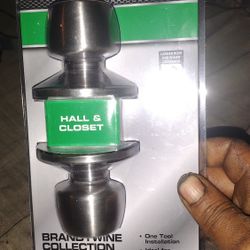 HALL &
CLOSET
BRANDYWINE
COLLECTION
• One Tool
Installation